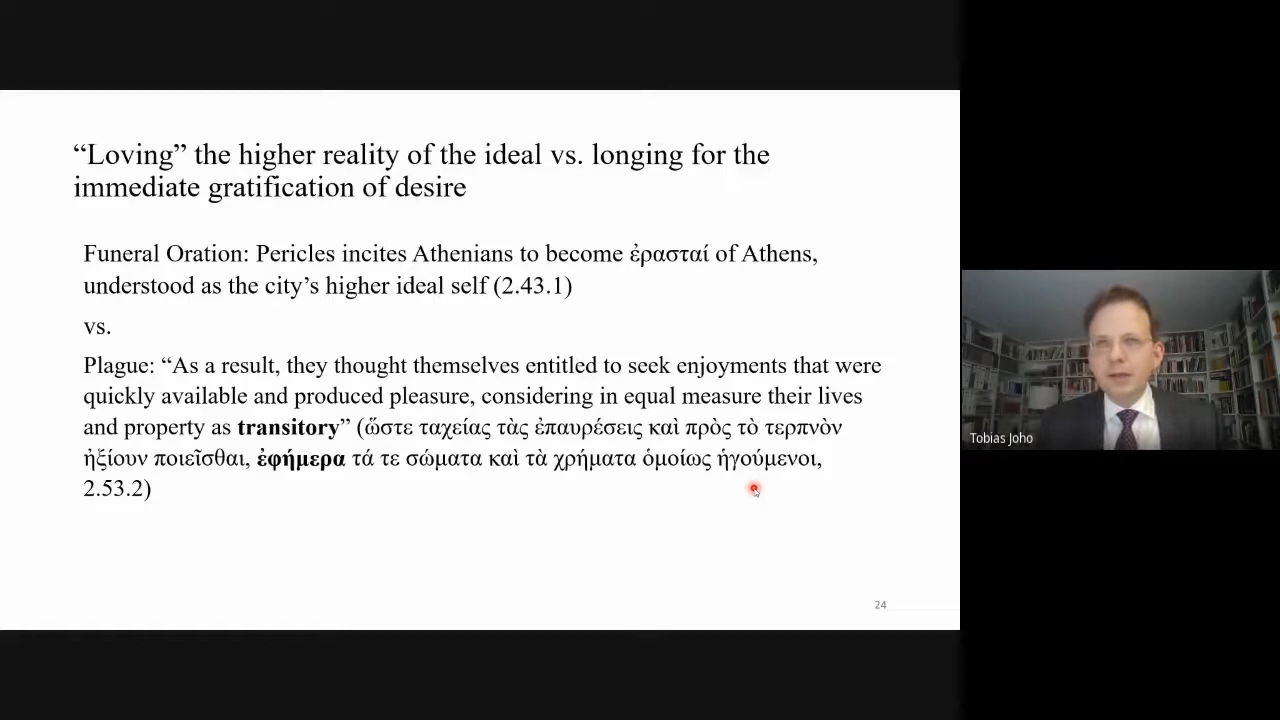 “Loving” the higher reality of the ideal vs. longing for the
immediate gratification of desire
Funeral Oration: Pericles incites Athenians to become ἐρασταί of Athens,
understood as the city’s higher ideal self (2.43.1)
vs.
Plague: “As a result, they thought themselves entitled to seek enjoyments that were
quickly available and produced pleasure, considering in equal measure their lives
and property as transitory” (ὥστε ταχείας τὰς ἐπαυρέσεις καὶ πρὸς τὸ τερπνὸν
ἠξίουν ποιεῖσθαι, ἐφήμερα τά τε σώματα καὶ τὰ χρήματα ὁμοίως ἡγούμενοι,
2.53.2)
24
Tobias Joho